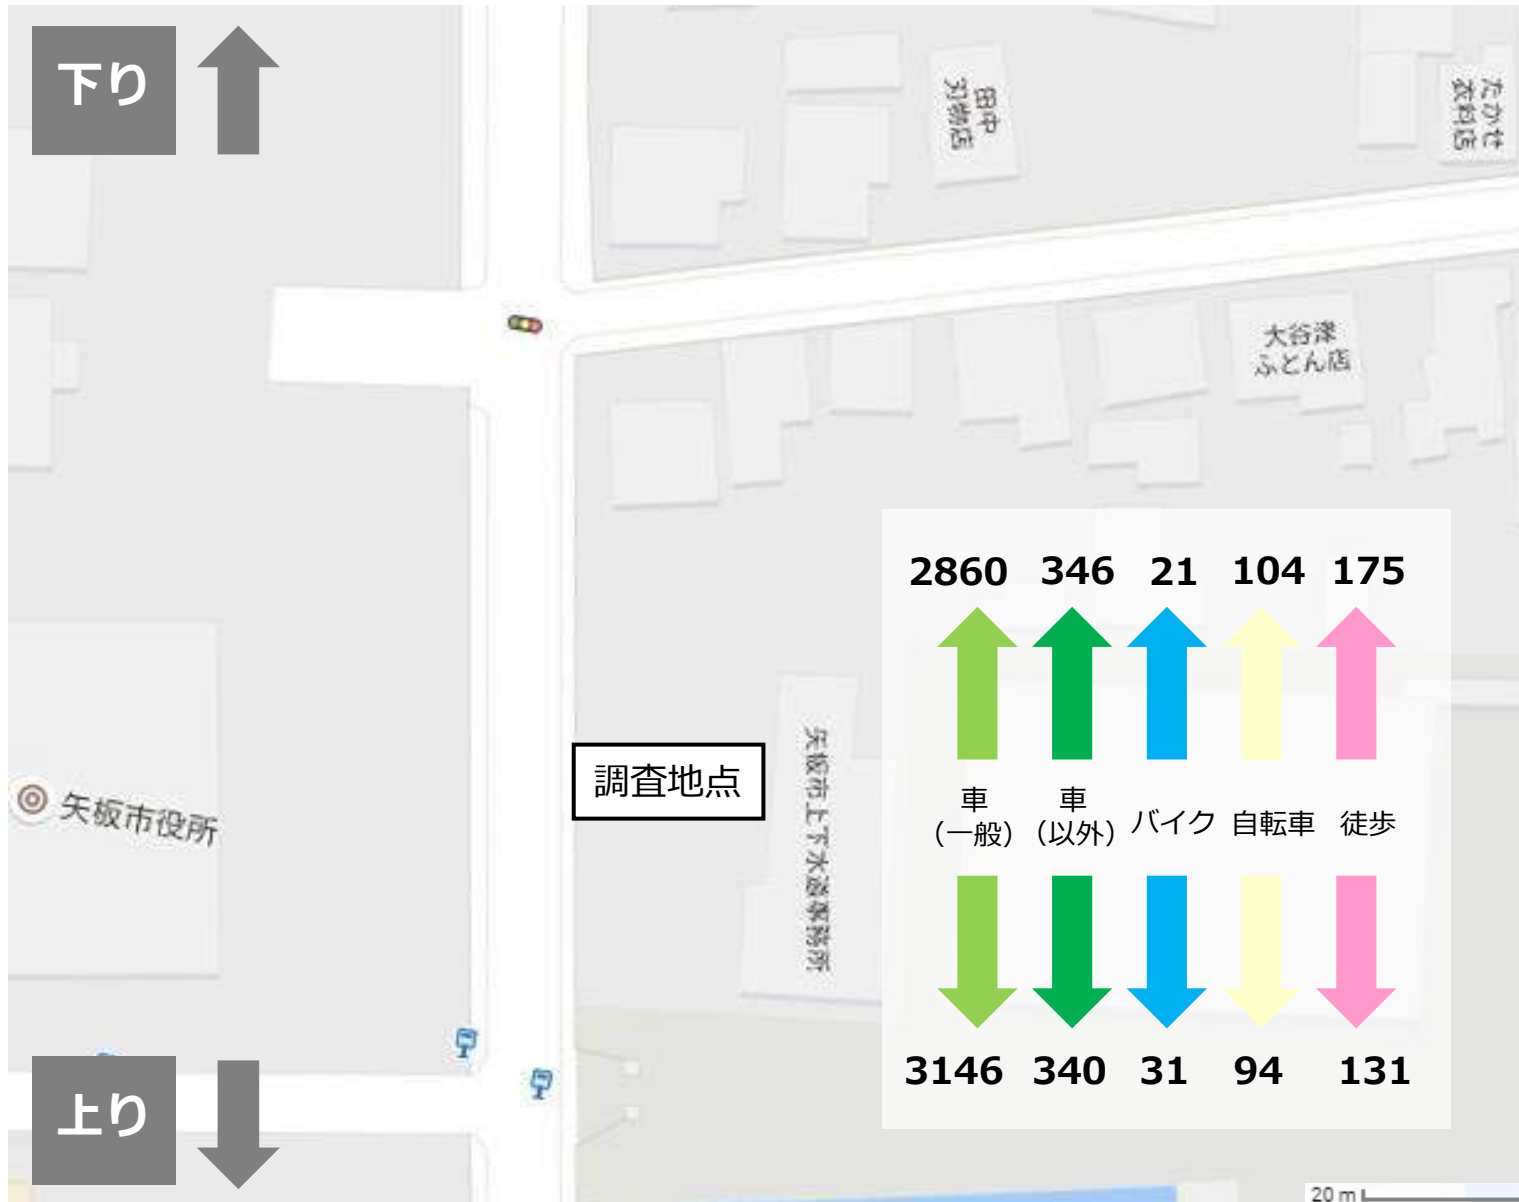 下り
田中
刃物店
たかせ
衣料店
大谷津
ふとん店
2860 346 21 104 175
調査地点
車
（一般）
車
（以外）
バイク
自転車
徒歩
矢板市役所
矢板市上下水道事務所
3146 340 31 94 131
上り
20 m